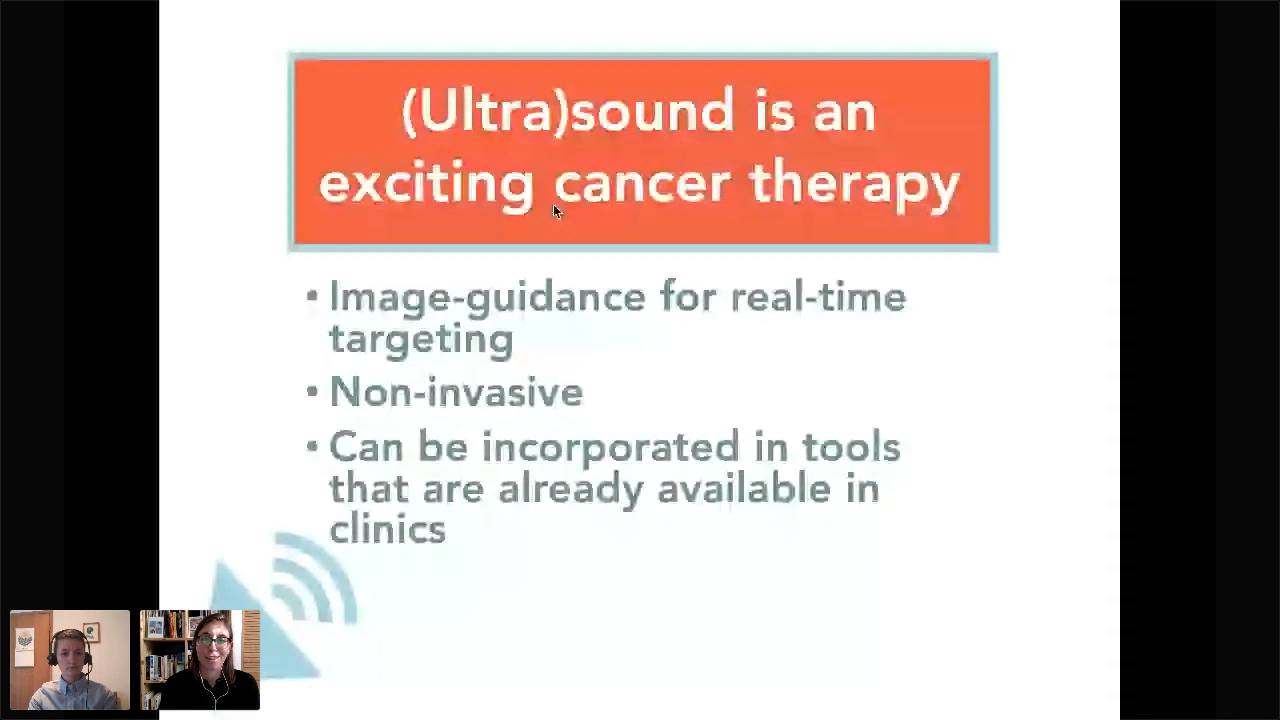 (Ultra)sound is an
exciting cancer therapy
• Image-guidance for real-time
targeting
• Non-invasive
• Can be incorporated in tools
that are already available in
clinics